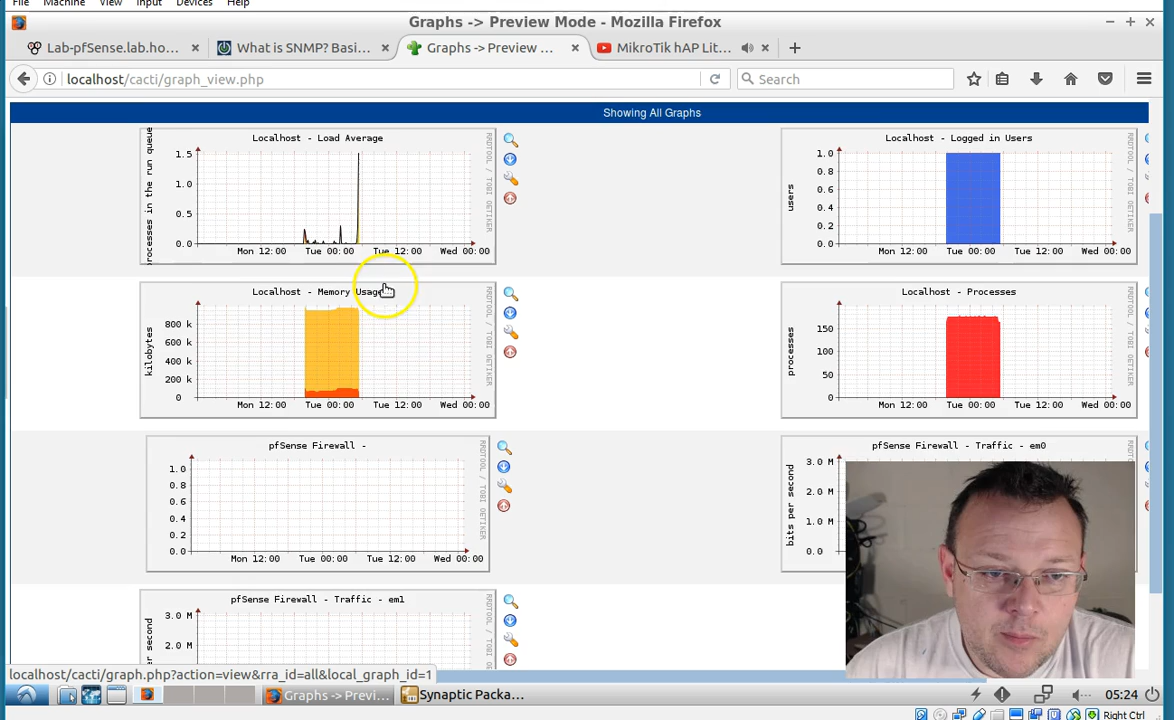 File Machine View Input Devices Help
Graphs -> Preview Mode - Mozilla Firefox
Lab-pfSense.lab.ho... × What is SNMP? Basi... × Graphs -> Preview ... × MikroTik hAP Lit... ×
localhost/cacti/graph_view.php
Search
Showing All Graphs
Localhost - Load Average
processes in the run queue
1.5
1.0
0.5
0.0
Mon 12:00 Tue 00:00 Tue 12:00 Wed 00:00
RRDTOOL / TOBI OETIKER
Localhost - Logged in Users
users
1.0
0.8
0.6
0.4
0.2
0.0
Mon 12:00 Tue 00:00 Tue 12:00 Wed 00:00
RRDTOOL / TOBI OETIKER
Localhost - Memory Usage
kilobytes
800 k
600 k
400 k
200 k
0
Mon 12:00 Tue 00:00 Tue 12:00 Wed 00:00
RRDTOOL / TOBI OETIKER
Localhost - Processes
processes
150
100
50
0
Mon 12:00 Tue 00:00 Tue 12:00 Wed 00:00
RRDTOOL / TOBI OETIKER
pfSense Firewall -
1.0
0.8
0.6
0.4
0.2
0.0
Mon 12:00 Tue 00:00 Tue 12:00 Wed 00:00
RRDTOOL / TOBI OETIKER
pfSense Firewall - Traffic - em0
bits per second
3.0 M
2.0 M
1.0 M
0.0
pfSense Firewall - Traffic - em1
r second
3.0 M
2.0 M
RRDTOOL /
localhost/cacti/graph.php?action=view&rra_id=all&local_graph_id=1
Graphs -> Previ...
Synaptic Packa...
05:24
Right Ctrl